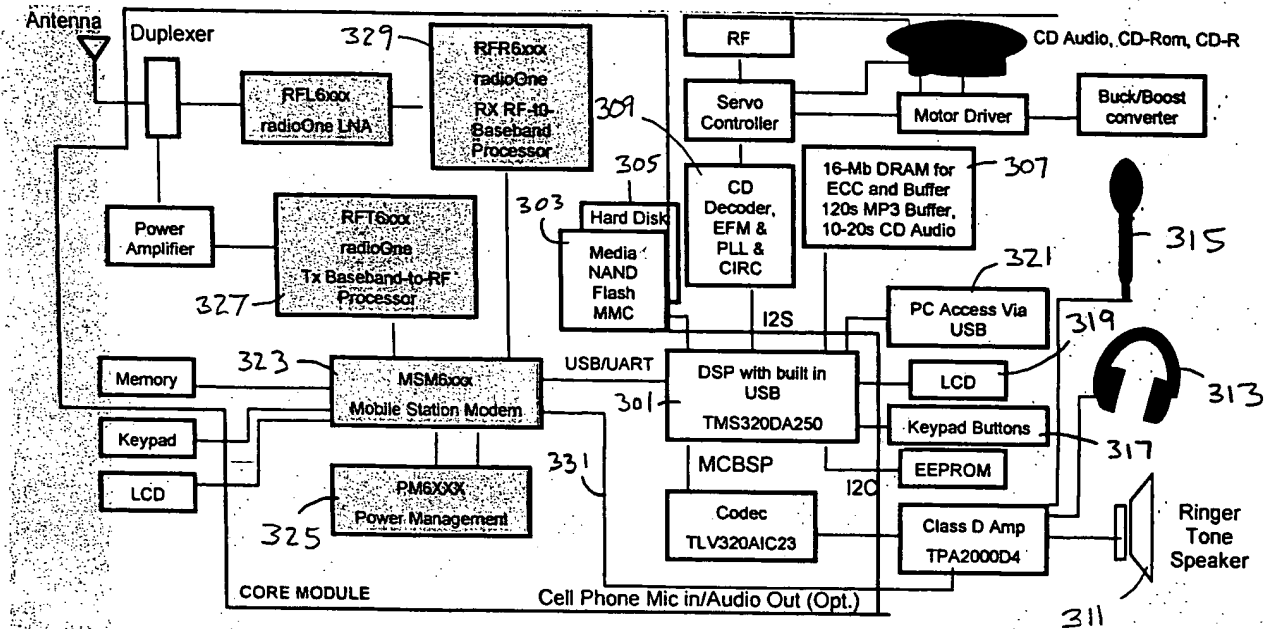 Antenna
Duplexer
329
RFR6xxx
radioOne
RX RF-to-
Baseband
Processor
RFL6xxx
radioOne LNA
RF
CD Audio, CD-Rom, CD-R
Servo
Controller
Motor Driver
Buck/Boost
converter
309
305
303
Hard Disk
Media
NAND
Flash
MMC
CD
Decoder,
EFM &
PLL &
CIRC
16-Mb DRAM for
ECC and Buffer
120s MP3 Buffer,
10-20s CD Audio
307
315
Power
Amplifier
RFT6xxx
radioOne
Tx Baseband-to-RF
Processor
327
321
PC Access Via
USB
319
I2S
323
USB/UART
Memory
MSM6xxx
Mobile Station Modem
301
DSP with built in
USB
TMS320DA250
LCD
313
Keypad
Keypad Buttons
317
LCD
331
MCBSP
I2C
EEPROM
PM6XXX
Power Management
325
Codec
TLV320AIC23
Class D Amp
TPA2000D4
Ringer
Tone
Speaker
311
CORE MODULE
Cell Phone Mic in/Audio Out (Opt.)